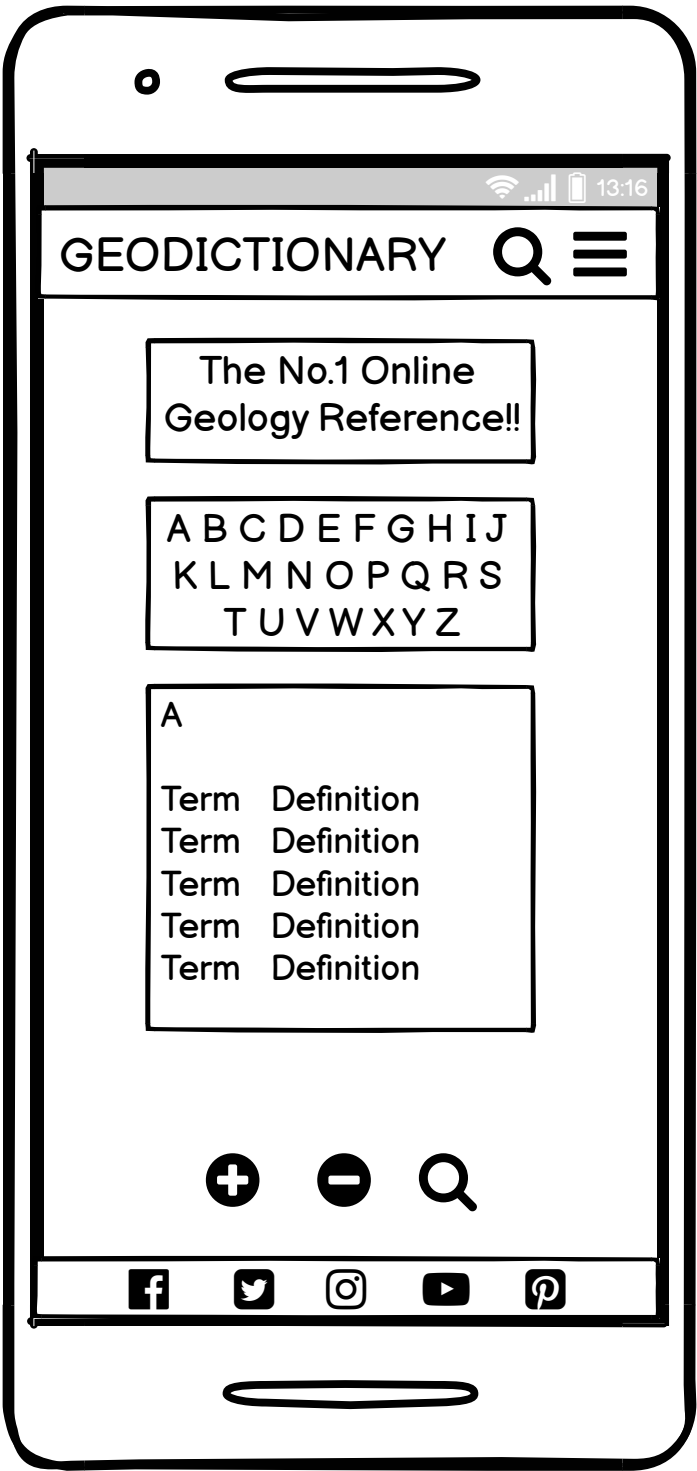 13:16
GEODICTIONARY
The No.1 Online
Geology Reference!!
A B C D E F G H I J
K L M N O P Q R S
T U V W X Y Z
A
Term Definition
Term Definition
Term Definition
Term Definition
Term Definition